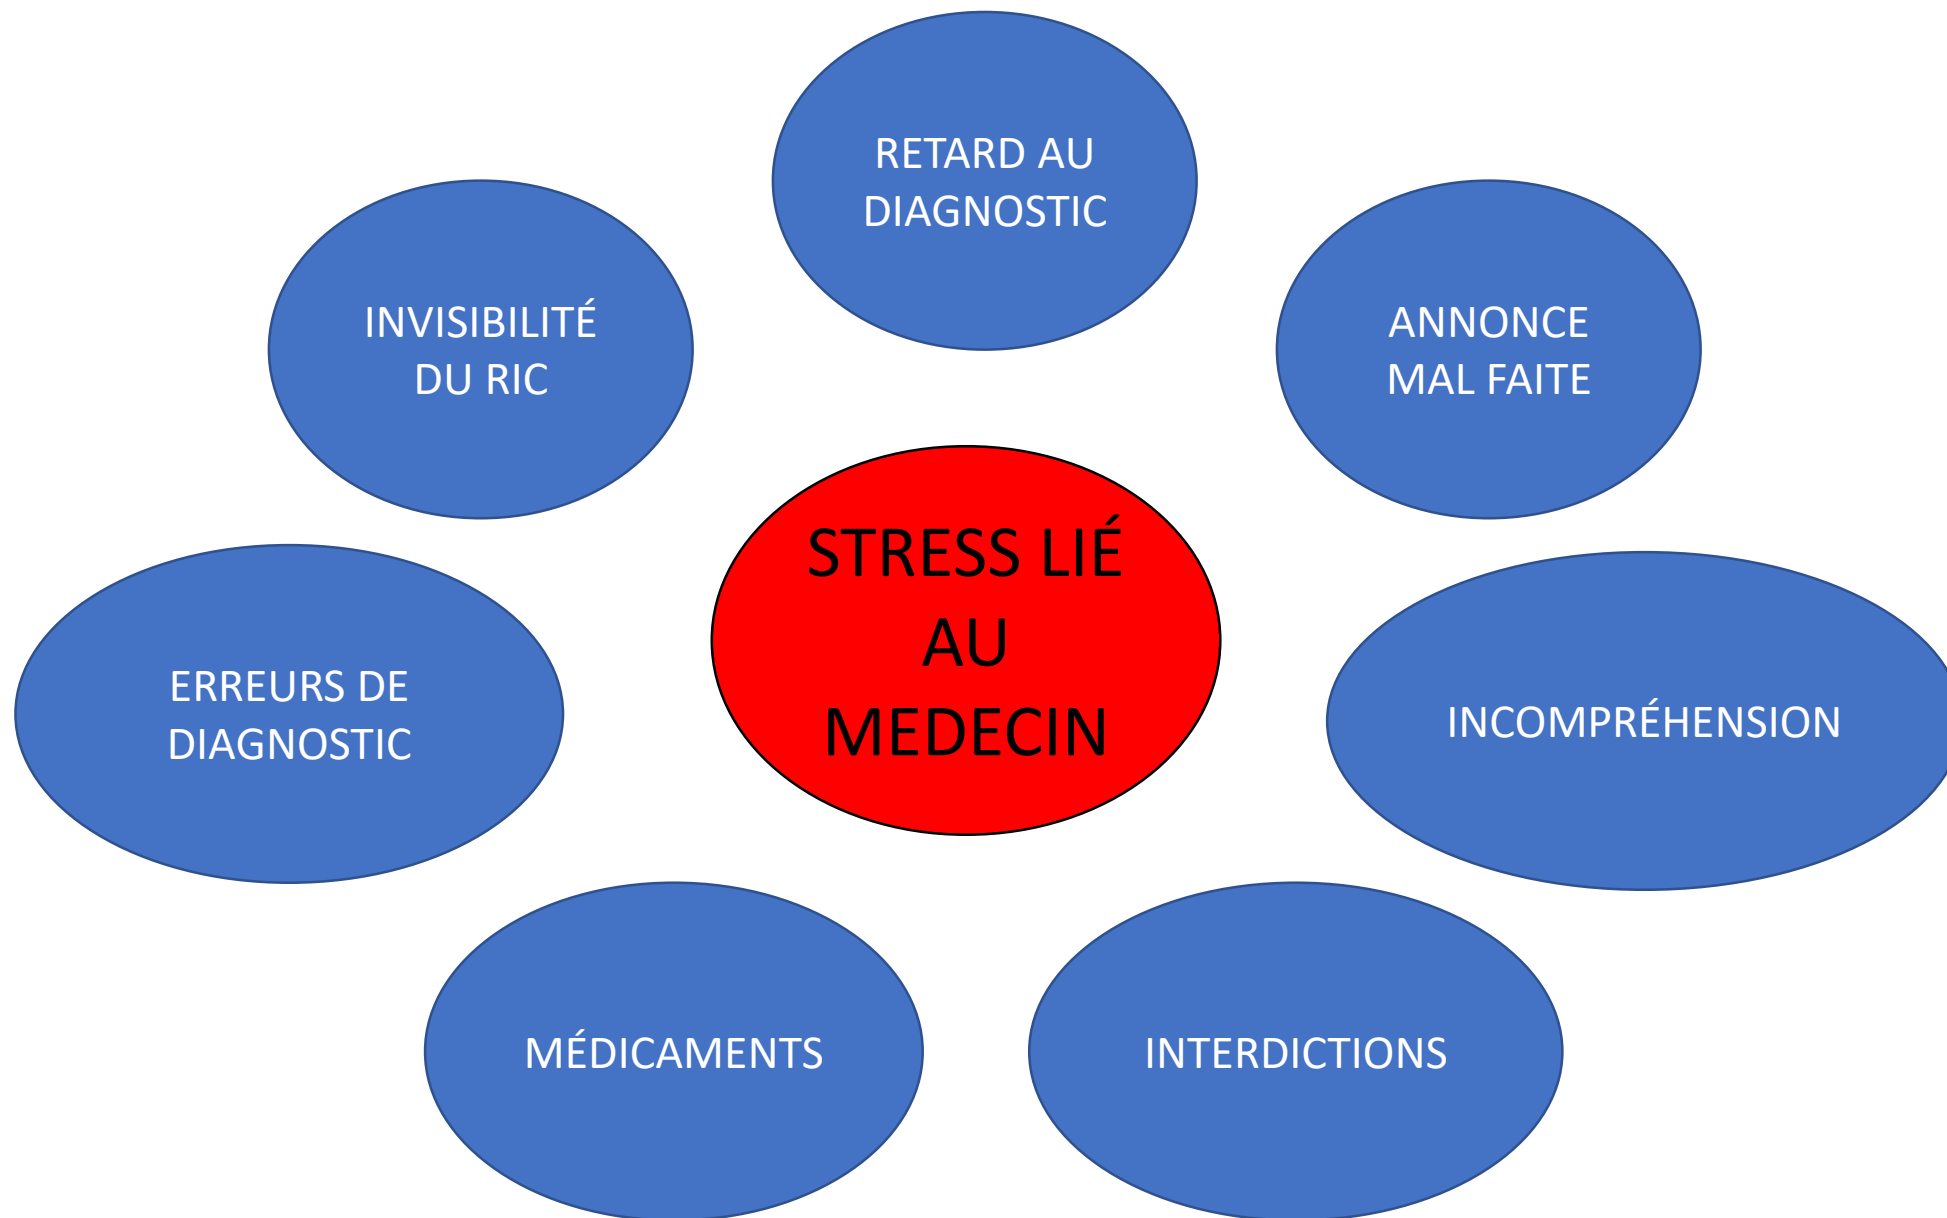 RETARD AU
DIAGNOSTIC
INVISIBILITÉ
DU RIC
ANNONCE
MAL FAITE
STRESS LIÉ
AU
MEDECIN
ERREURS DE
DIAGNOSTIC
INCOMPRÉHENSION
MÉDICAMENTS
INTERDICTIONS